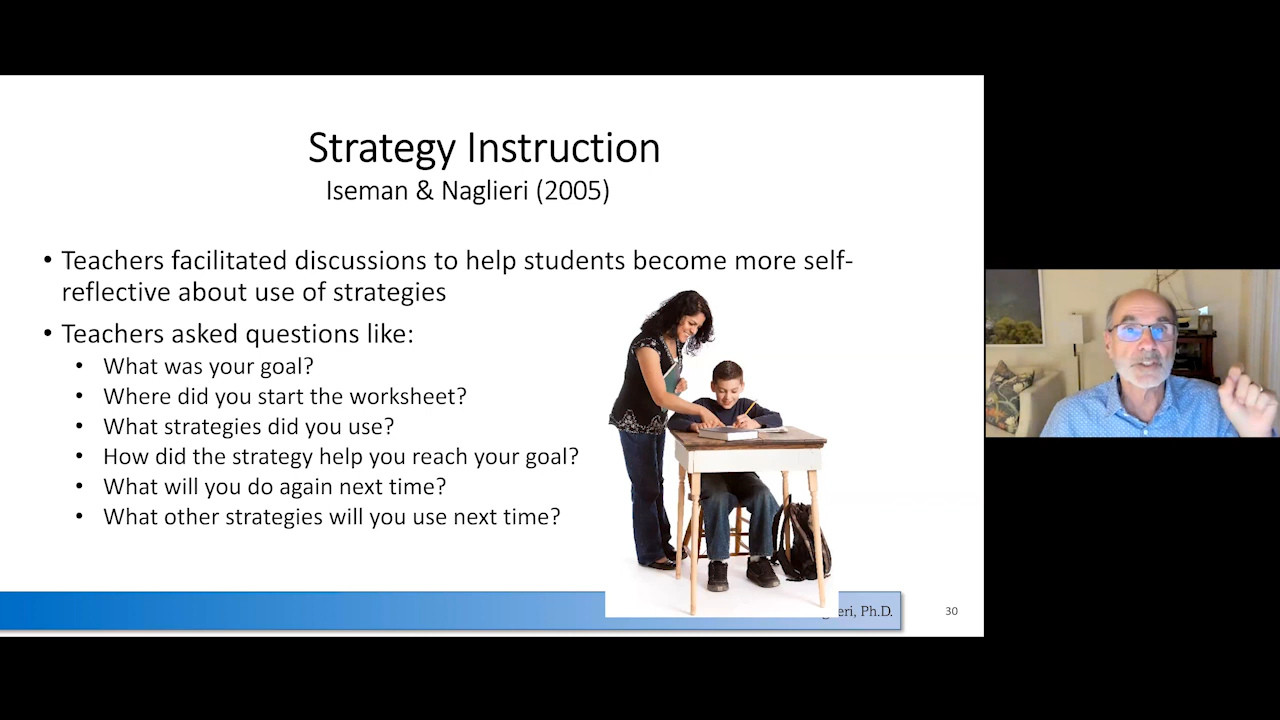 Strategy Instruction
Iseman & Naglieri (2005)
• Teachers facilitated discussions to help students become more self-
reflective about use of strategies
• Teachers asked questions like:
• What was your goal?
• Where did you start the worksheet?
• What strategies did you use?
• How did the strategy help you reach your goal?
• What will you do again next time?
• What other strategies will you use next time?
Ph.D.
30